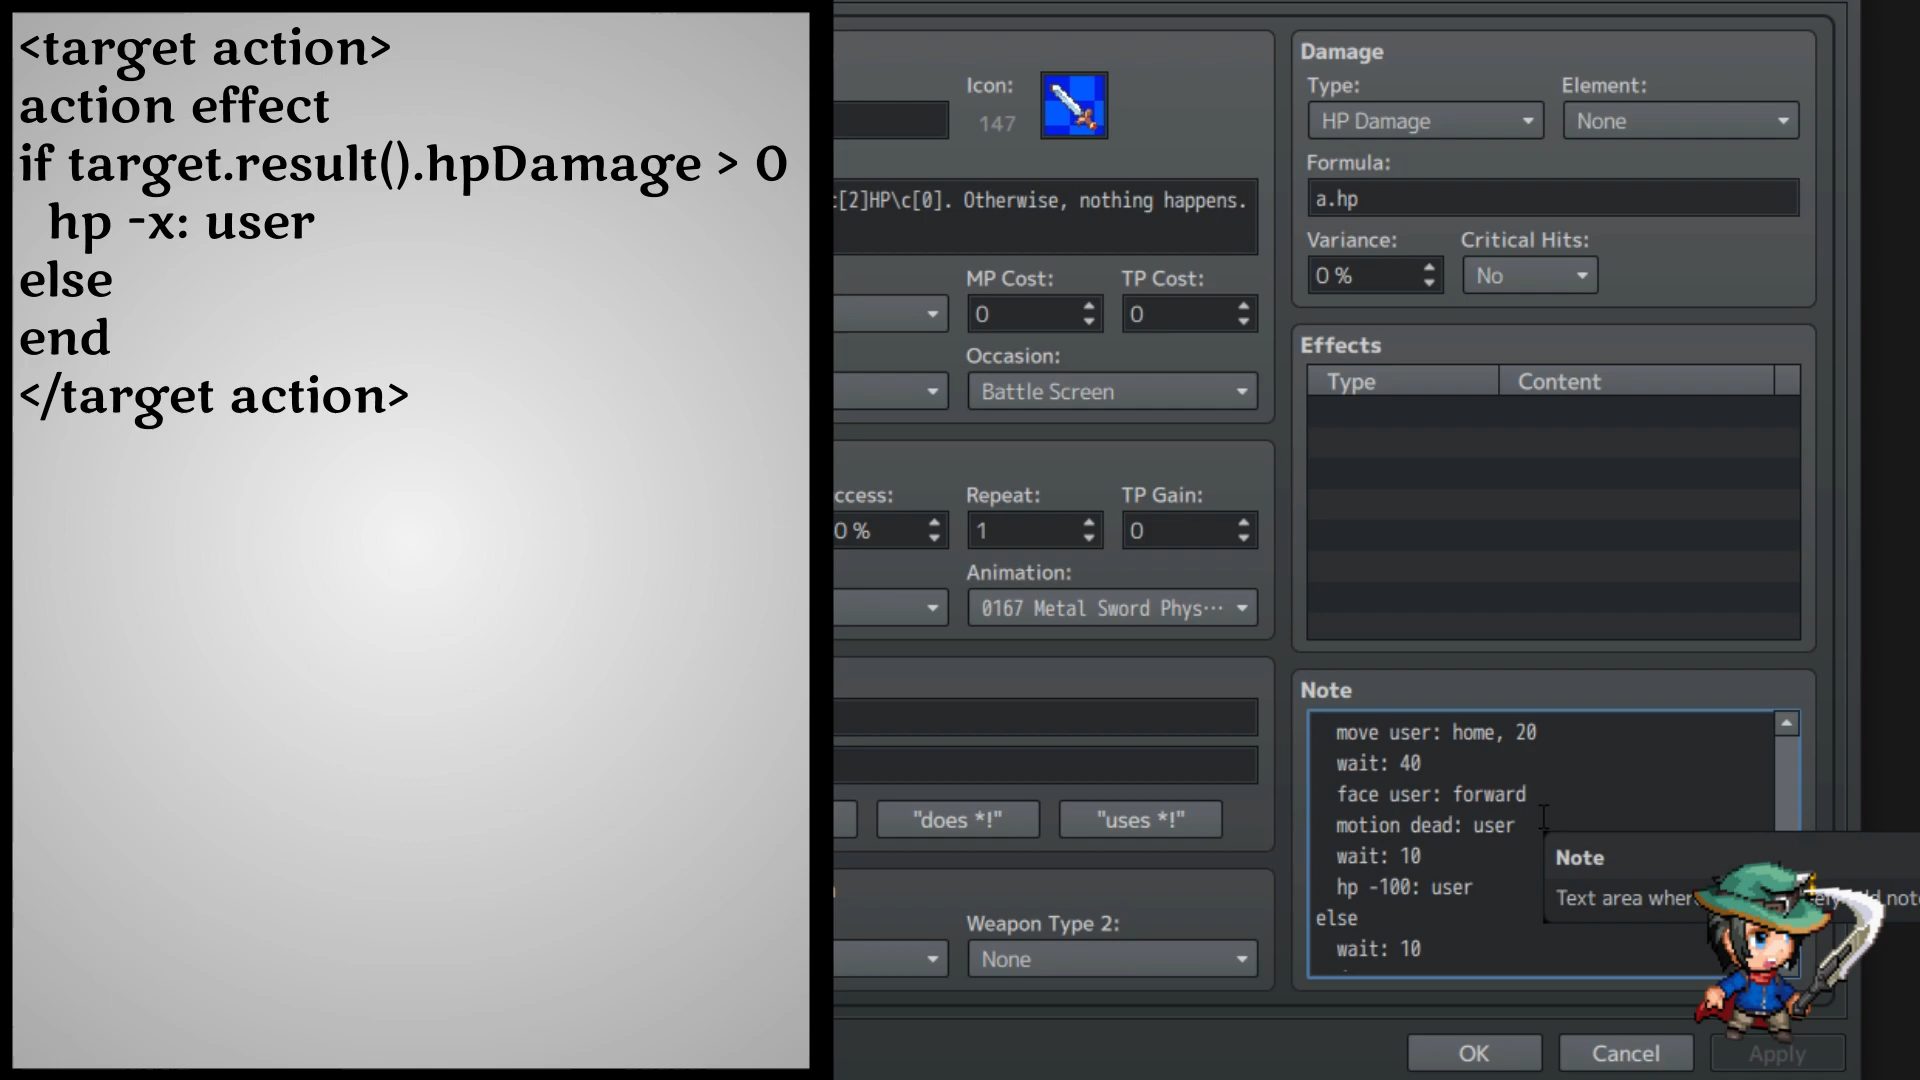 <target action>
action effect
if target.result().hpDamage > 0
hp -x: user
else
end
</target action>
Icon:
147
[2]HP\c[0]. Otherwise, nothing happens.
MP Cost:
TP Cost:
0
0
Occasion:
Battle Screen
ccess:
Repeat:
TP Gain:
0 %
1
0
Animation:
0167 Metal Sword Phys···
"does *!"
"uses *!"
Weapon Type 2:
None
Damage
Type:
Element:
HP Damage
None
Formula:
a.hp
Variance:
Critical Hits:
0 %
No
Effects
Type
Content
Note
move user: home, 20
wait: 40
face user: forward
motion dead: user
wait: 10
hp -100: user
else
wait: 10
Note
Text area
OK
Cancel
Apply